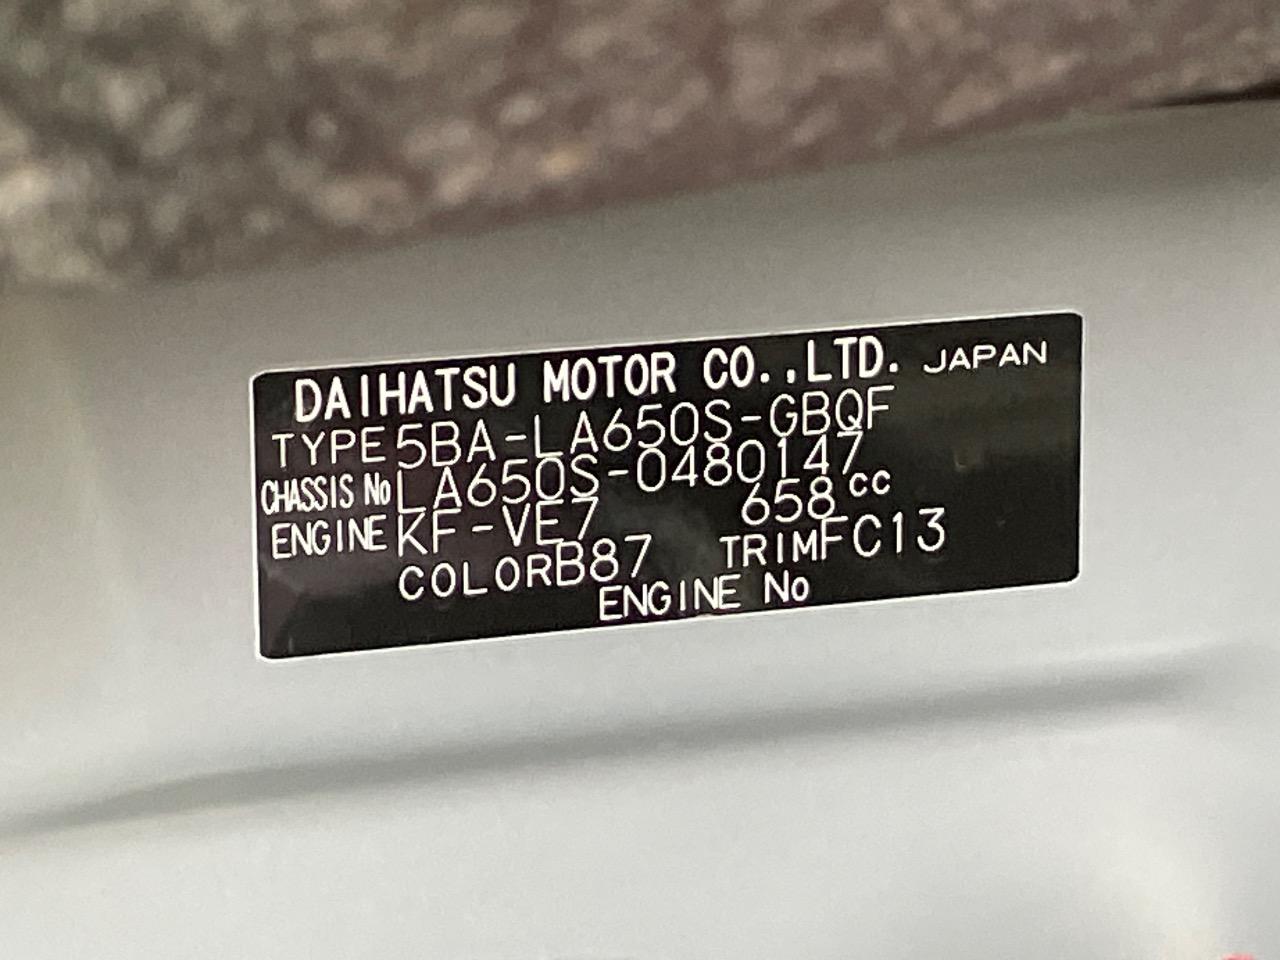 DAIHATSU MOTOR CO.,LTD. JAPAN
TYPE 5BA-LA650S-GBQF
CHASSIS No LA650S-0480147
ENGINE KF-VE7 658cc
COLOR B87 TRIM FC13
ENGINE No